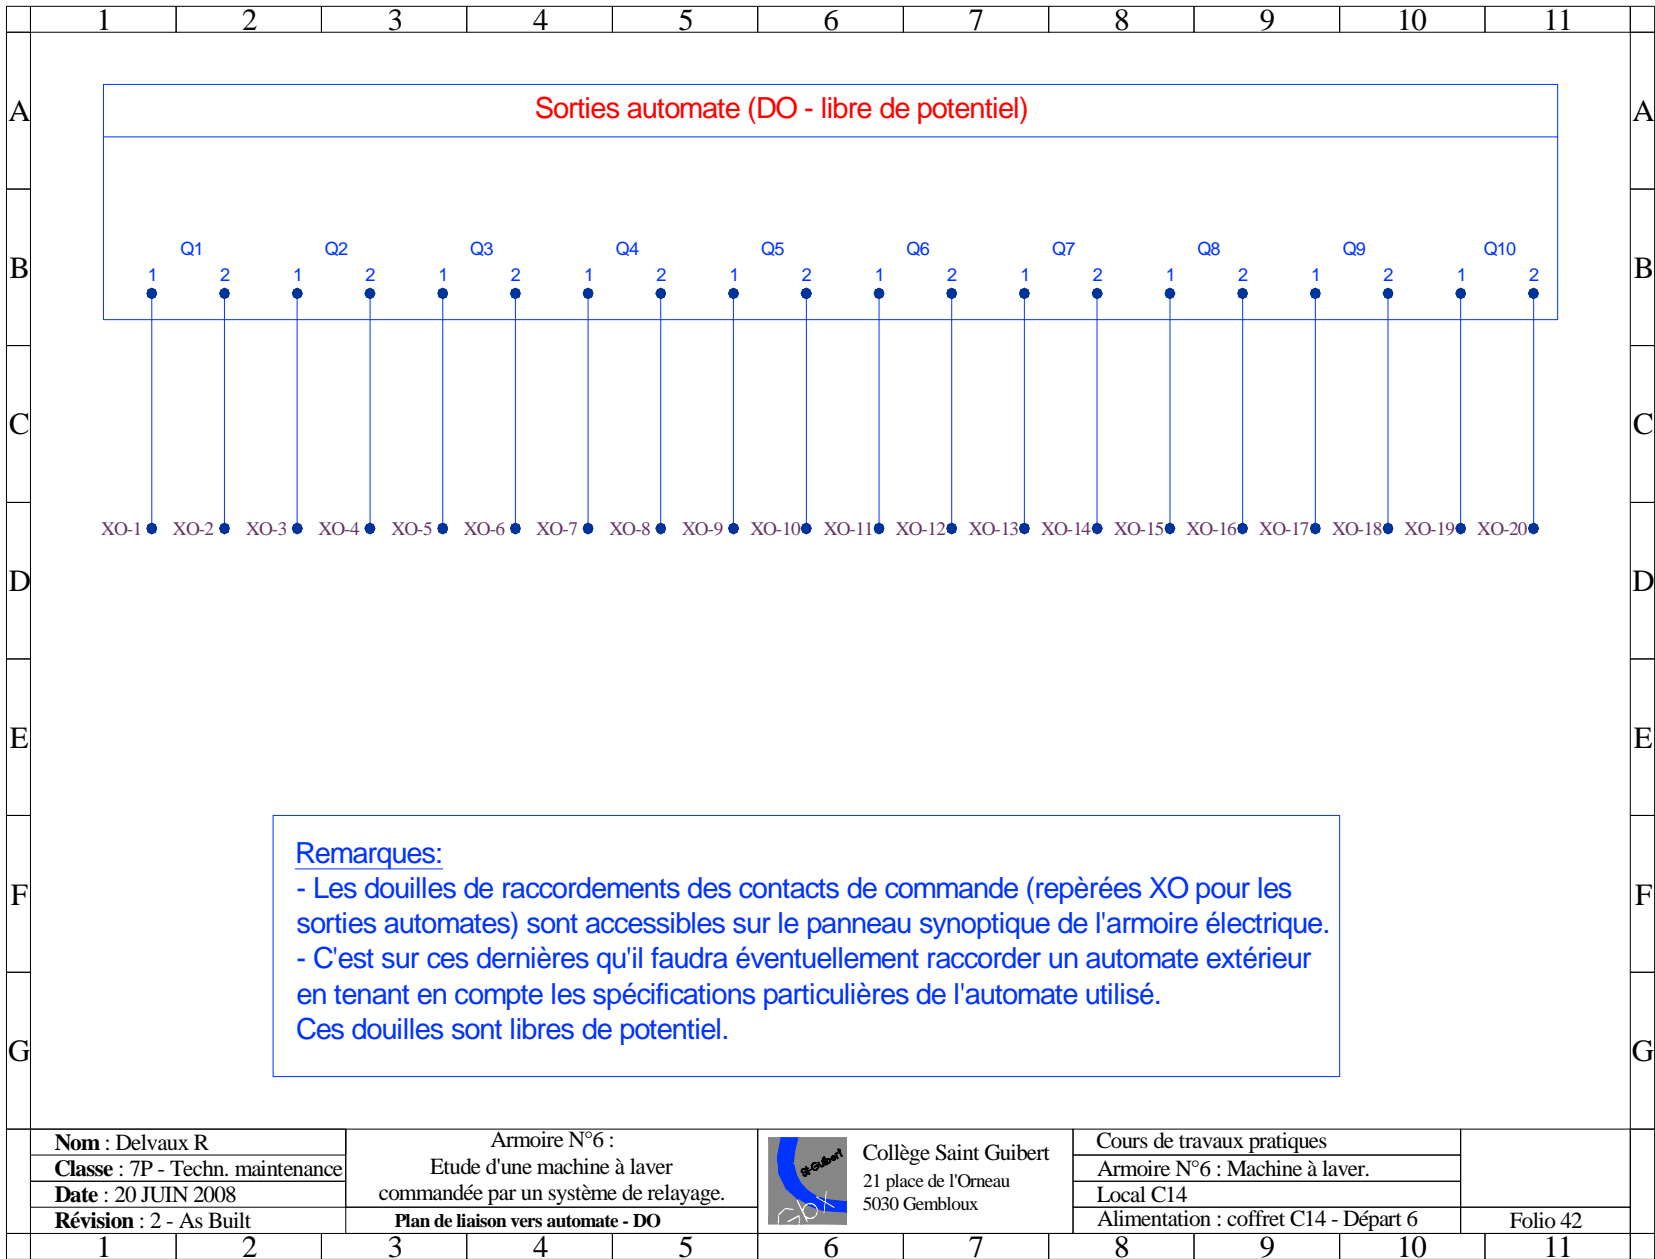 1 2 3 4 5 6 7 8 9 10 11
A Sorties automate (DO - libre de potentiel) A
Q1 Q2 Q3 Q4 Q5 Q6 Q7 Q8 Q9 Q10
B 1 2 1 2 1 2 1 2 1 2 1 2 1 2 1 2 1 2 1 2 B
C C
XO-1 XO-2 XO-3 XO-4 XO-5 XO-6 XO-7 XO-8 XO-9 XO-10 XO-11 XO-12 XO-13 XO-14 XO-15 XO-16 XO-17 XO-18 XO-19 XO-20
D D
E E
Remarques:
F - Les douilles de raccordements des contacts de commande (repèrées XO pour les F
sorties automates) sont accessibles sur le panneau synoptique de l'armoire électrique.
- C'est sur ces dernières qu'il faudra éventuellement raccorder un automate extérieur
en tenant en compte les spécifications particulières de l'automate utilisé.
Ces douilles sont libres de potentiel.
G G
Nom : Delvaux R
Classe : 7P - Techn. maintenance
Date : 20 JUIN 2008
Révision : 2 - As Built
Armoire N°6 :
Etude d'une machine à laver
commandée par un système de relayage.
Plan de liaison vers automate - DO
St-Guibert
Gbx
Collège Saint Guibert
21 place de l'Orneau
5030 Gembloux
Cours de travaux pratiques
Armoire N°6 : Machine à laver.
Local C14
Alimentation : coffret C14 - Départ 6
Folio 42
1 2 3 4 5 6 7 8 9 10 11